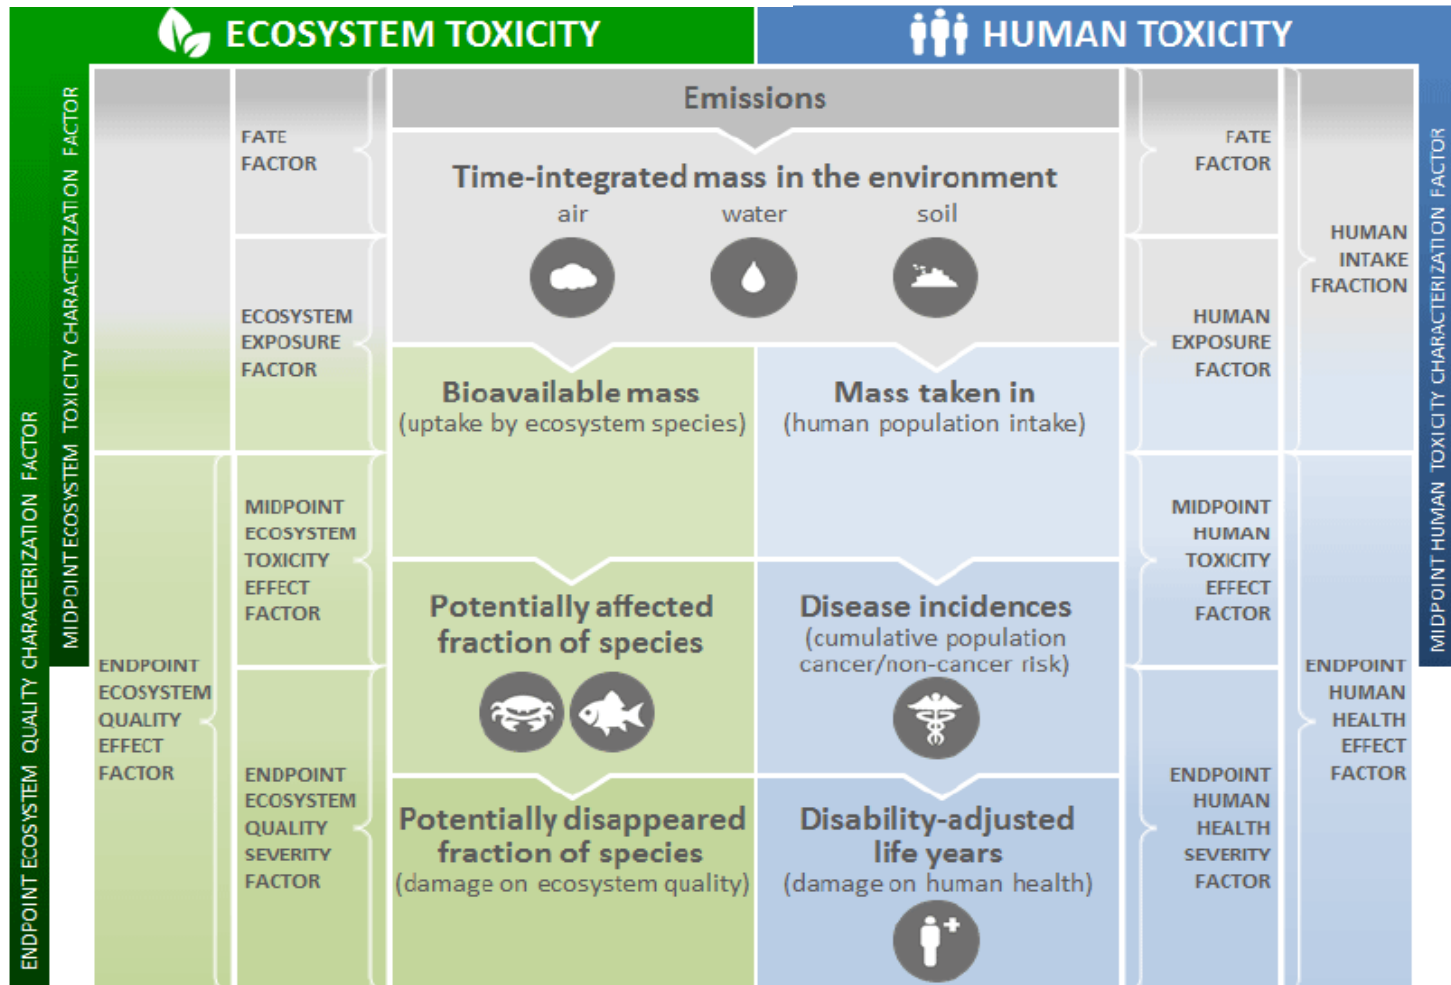 ECOSYSTEM TOXICITY
HUMAN TOXICITY
ENDPOINT ECOSYSTEM QUALITY CHARACTERIZATION FACTOR
MIDPOINT ECOSYSTEM TOXICITY CHARACTERIZATION FACTOR
FATE
FACTOR
ECOSYSTEM
EXPOSURE
FACTOR
ENDPOINT
ECOSYSTEM
QUALITY
EFFECT
FACTOR
MIDPOINT
ECOSYSTEM
TOXICITY
EFFECT
FACTOR
ENDPOINT
ECOSYSTEM
QUALITY
SEVERITY
FACTOR
Emissions
Time-integrated mass in the environment
air
water
soil
Bioavailable mass
(uptake by ecosystem species)
Mass taken in
(human population intake)
Potentially affected
fraction of species
Disease incidences
(cumulative population
cancer/non-cancer risk)
Potentially disappeared
fraction of species
(damage on ecosystem quality)
Disability-adjusted
life years
(damage on human health)
FATE
FACTOR
HUMAN
EXPOSURE
FACTOR
HUMAN
INTAKE
FRACTION
MIDPOINT
HUMAN
TOXICITY
EFFECT
FACTOR
ENDPOINT
HUMAN
HEALTH
SEVERITY
FACTOR
ENDPOINT
HUMAN
HEALTH
EFFECT
FACTOR
MIDPOINT HUMAN TOXICITY CHARACTERIZATION FACTOR